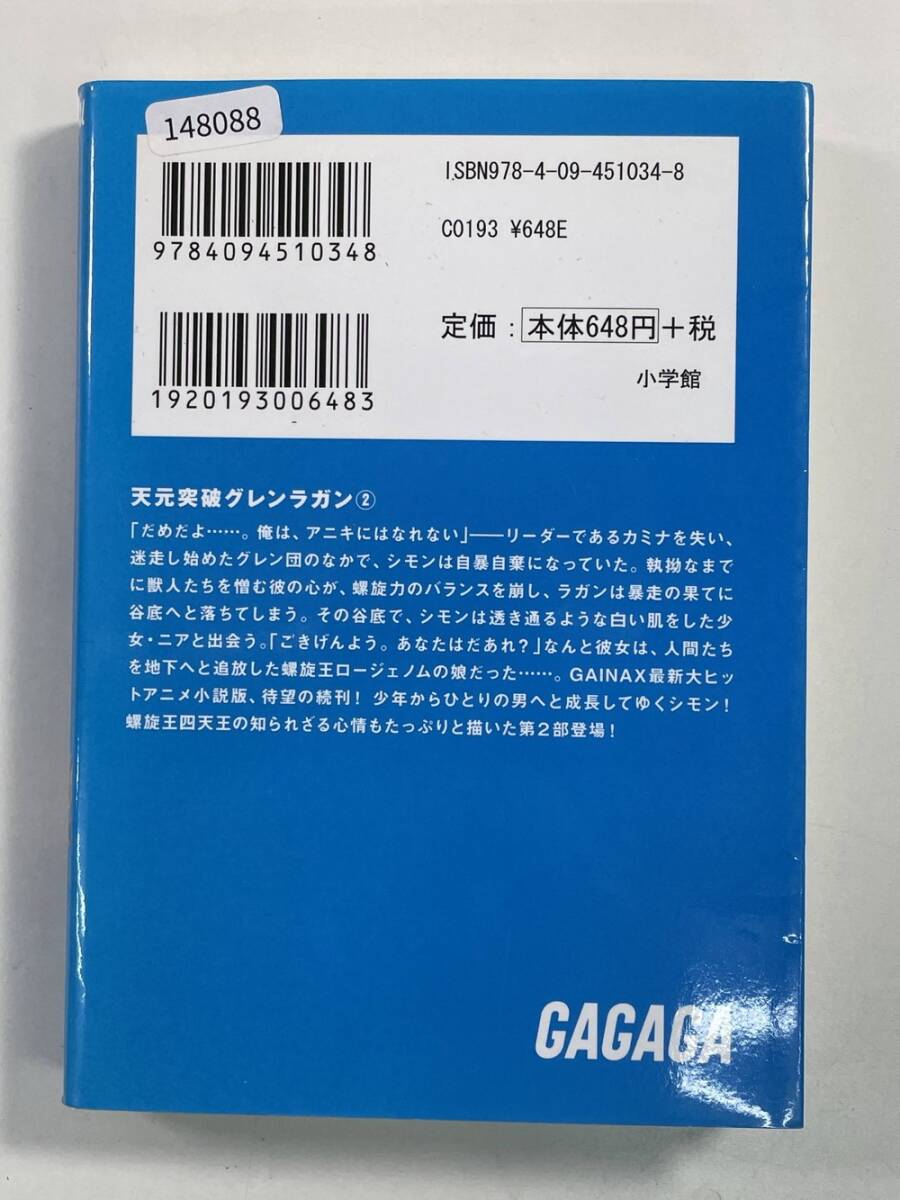 148088
ISBN978-4-09-451034-8
C0193 ¥648E
9784094510348
定価：本体648円＋税
小学館
1920193006483
天元突破グレンラガン②
「だめだよ……。俺は、アニキにはなれない」――リーダーであるカミナを失い、
迷走し始めたグレン団のなかで、シモンは自暴自棄になっていた。執拗なまで
に獣人たちを憎む彼の心が、螺旋力のバランスを崩し、ラガンは暴走の果てに
谷底へと落ちてしまう。その谷底で、シモンは透き通るような白い肌をした少
女・ニアと出会う。「ごきげんよう。あなたはだあれ？」なんと彼女は、人間たち
を地下へと追放した螺旋王ロージェノムの娘だった……。GAINAX最新大ヒッ
トアニメ小説版、待望の続刊！ 少年からひとりの男へと成長してゆくシモン！
螺旋王四天王の知られざる心情もたっぷりと描いた第2部登場！
GAGAGA